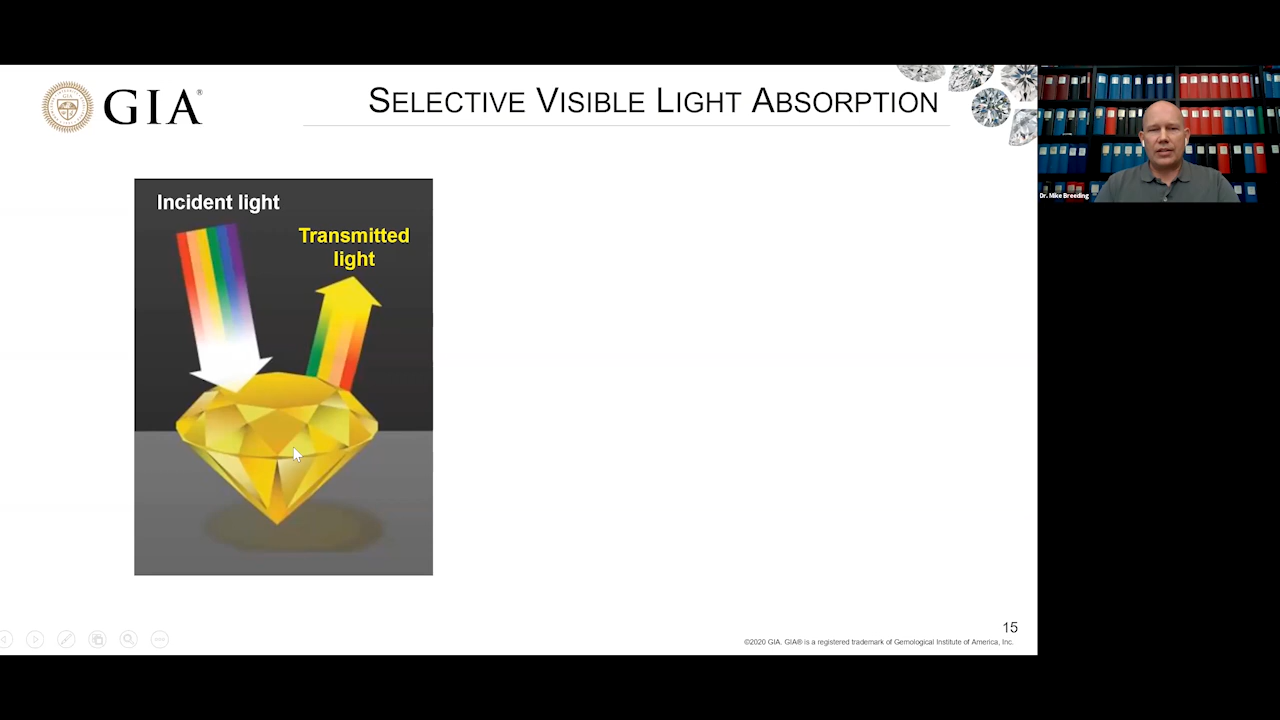 GIA®
SELECTIVE VISIBLE LIGHT ABSORPTION
Incident light
Transmitted
light
Dr. Mike Breeding
15
©2020 GIA. GIA® is a registered trademark of Gemological Institute of America, Inc.